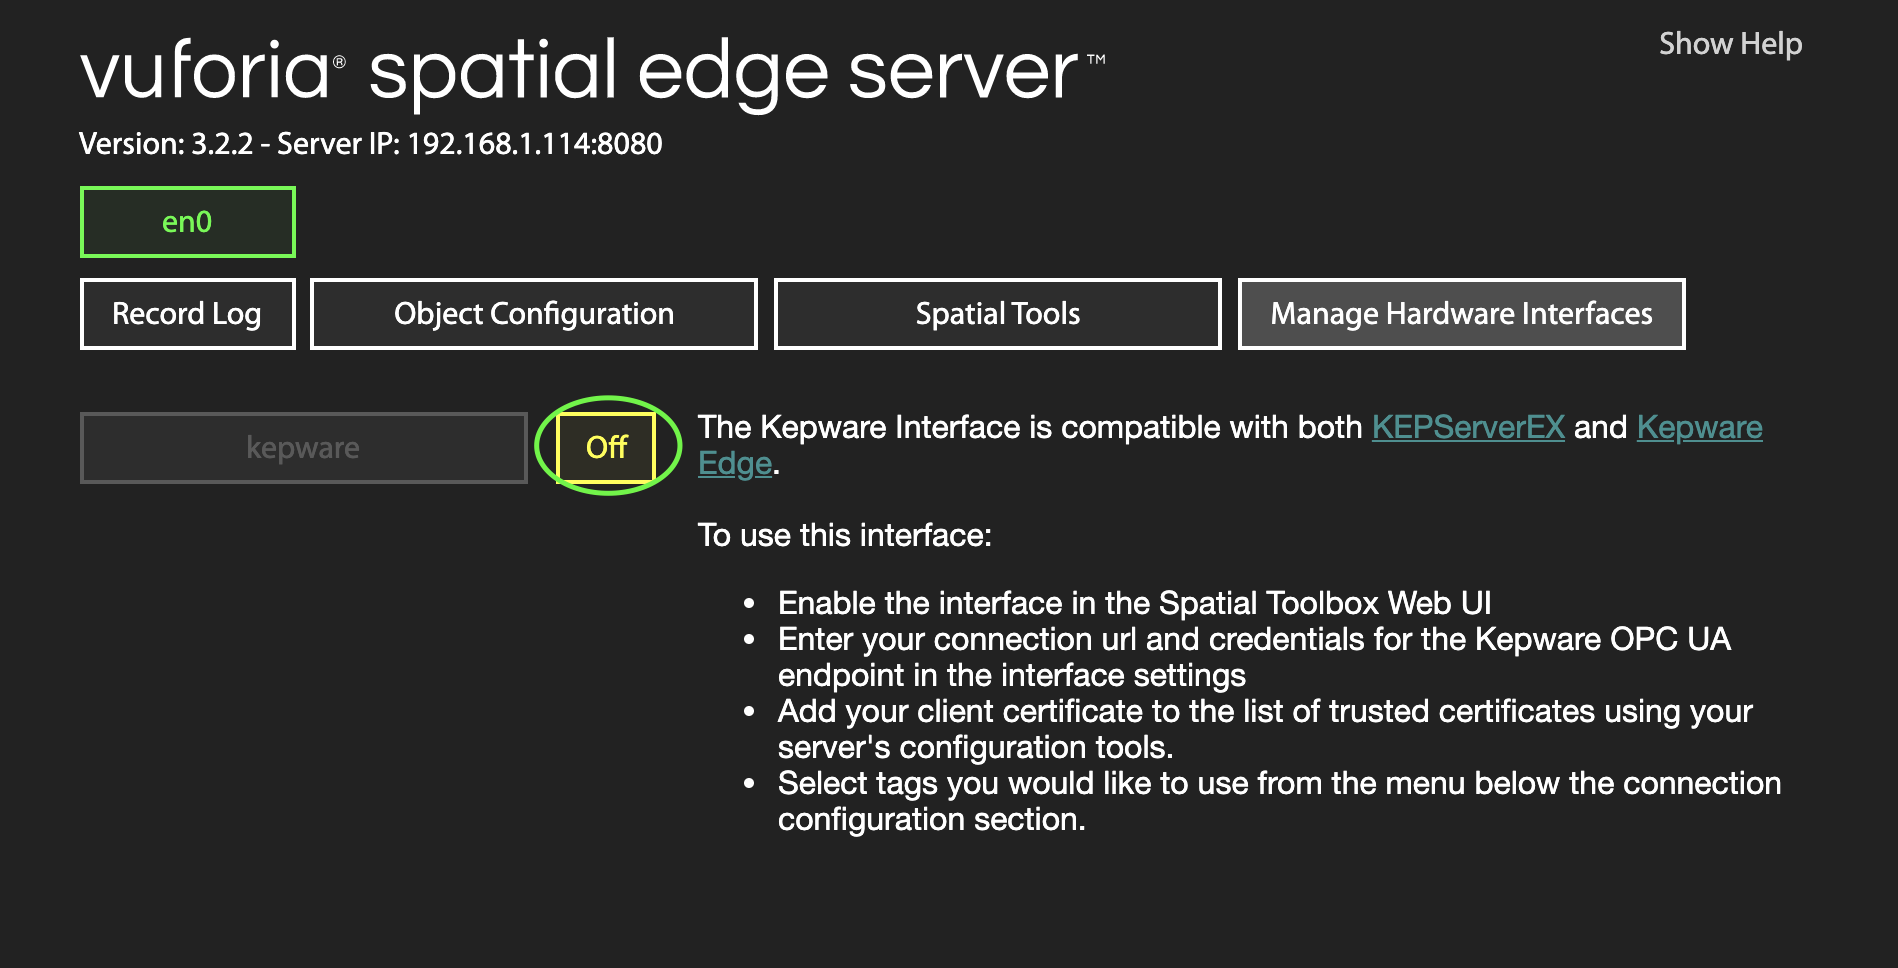 Show Help
vuforia® spatial edge server™
Version: 3.2.2 - Server IP: 192.168.1.114:8080
en0
Record Log
Object Configuration
Spatial Tools
Manage Hardware Interfaces
kepware
Off
The Kepware Interface is compatible with both KEPServerEX and Kepware
Edge.
To use this interface:
• Enable the interface in the Spatial Toolbox Web UI
• Enter your connection url and credentials for the Kepware OPC UA
endpoint in the interface settings
• Add your client certificate to the list of trusted certificates using your
server's configuration tools.
• Select tags you would like to use from the menu below the connection
configuration section.